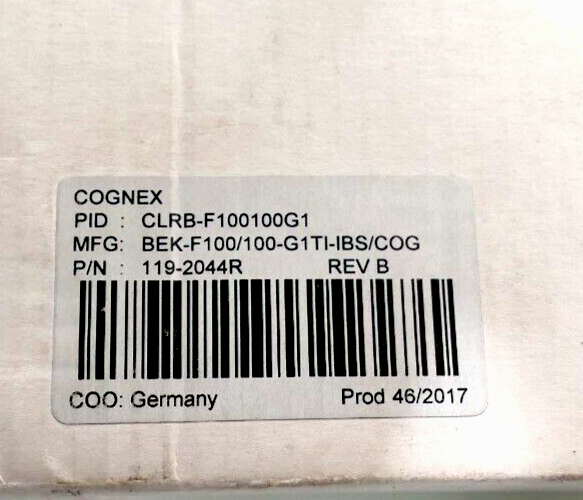 COGNEX
PID : CLRB-F100100G1
MFG: BEK-F100/100-G1TI-IBS/COG
P/N : 119-2044R REV B
COO: Germany Prod 46/2017